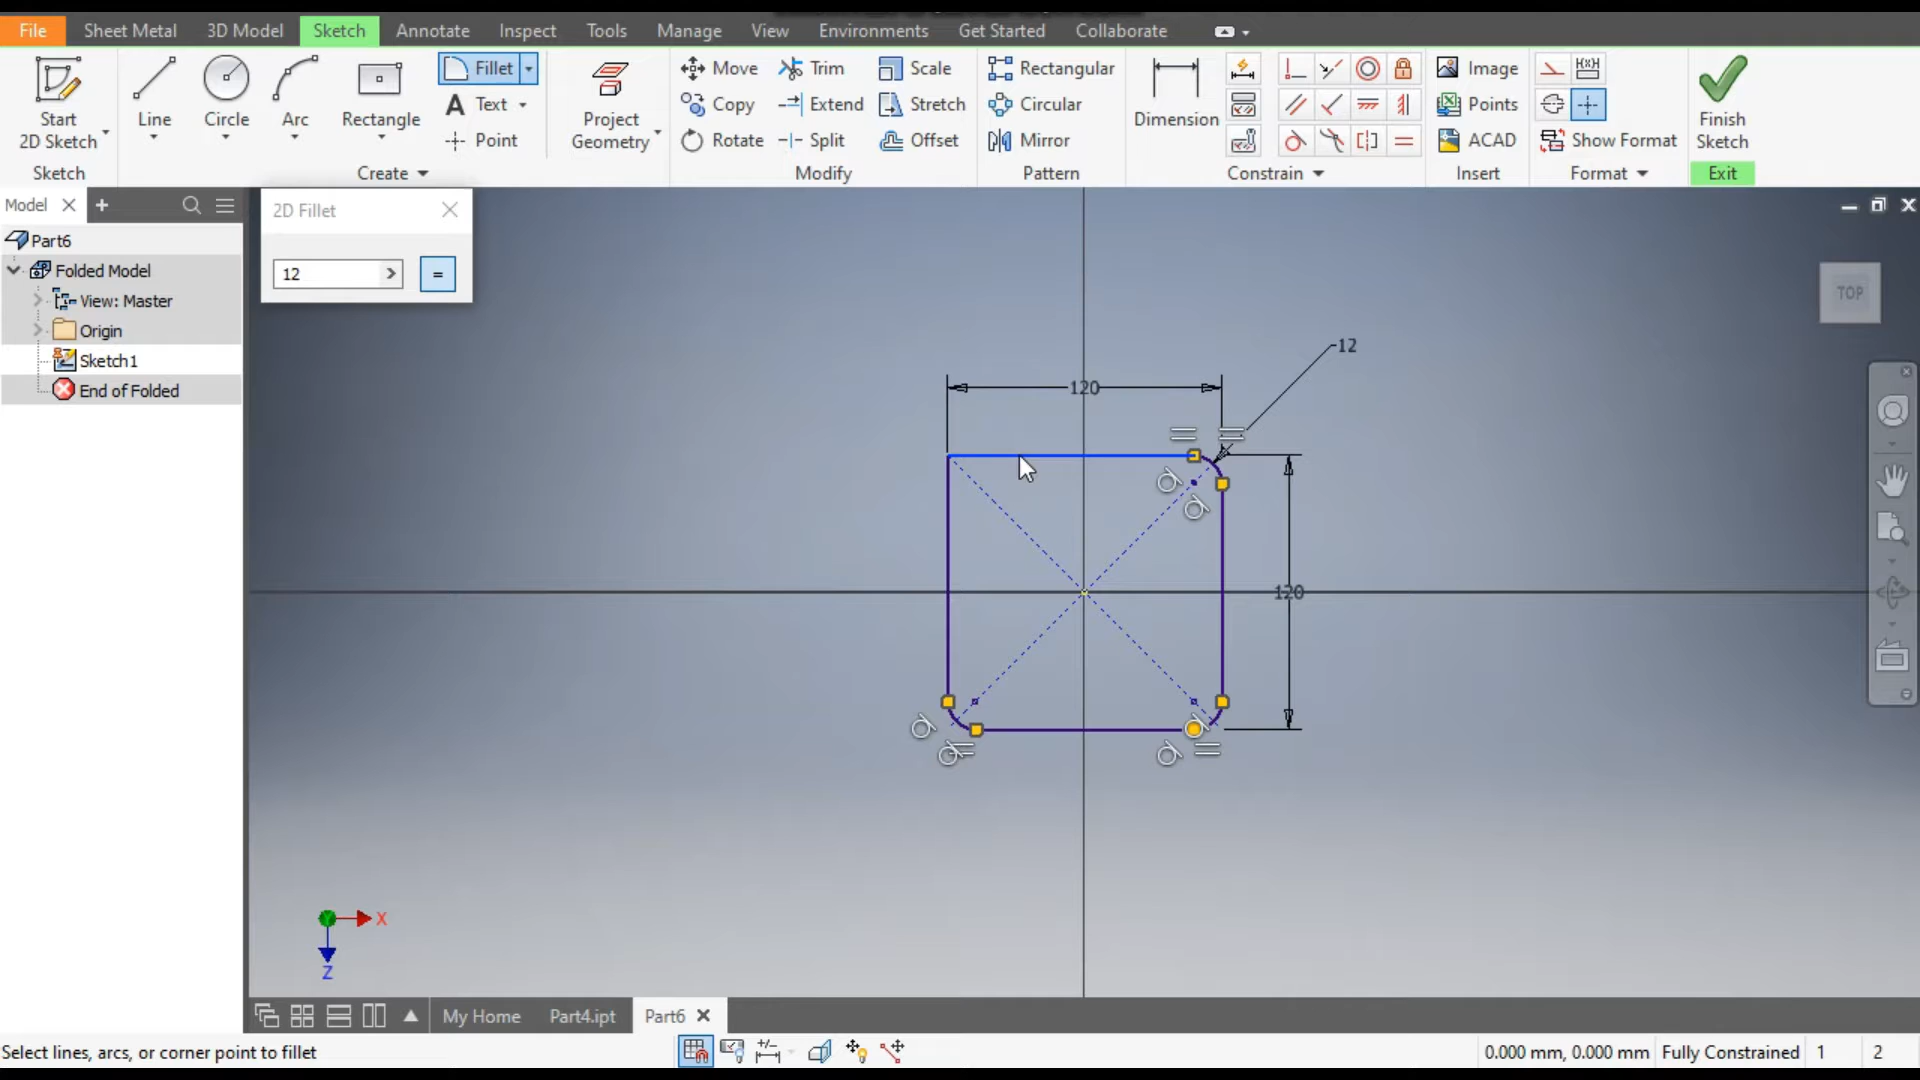 File Sheet Metal 3D Model Sketch Annotate Inspect Tools Manage View Environments Get Started Collaborate
Start
2D Sketch
Line
Circle
Arc
Rectangle
Fillet
Text
Point
Project
Geometry
Move
Copy
Rotate
Trim
Extend
Split
Scale
Stretch
Offset
Rectangular
Circular
Mirror
Dimension
Image
Points
ACAD
Show Format
Finish
Sketch
Sketch Create Modify Pattern Constrain Insert Format Exit
Model
Part6
Folded Model
View: Master
Origin
Sketch1
End of Folded
2D Fillet
12
=
TOP
12
120
120
X
Z
My Home Part4.ipt Part6
Select lines, arcs, or corner point to fillet
0.000 mm, 0.000 mm Fully Constrained 1 2